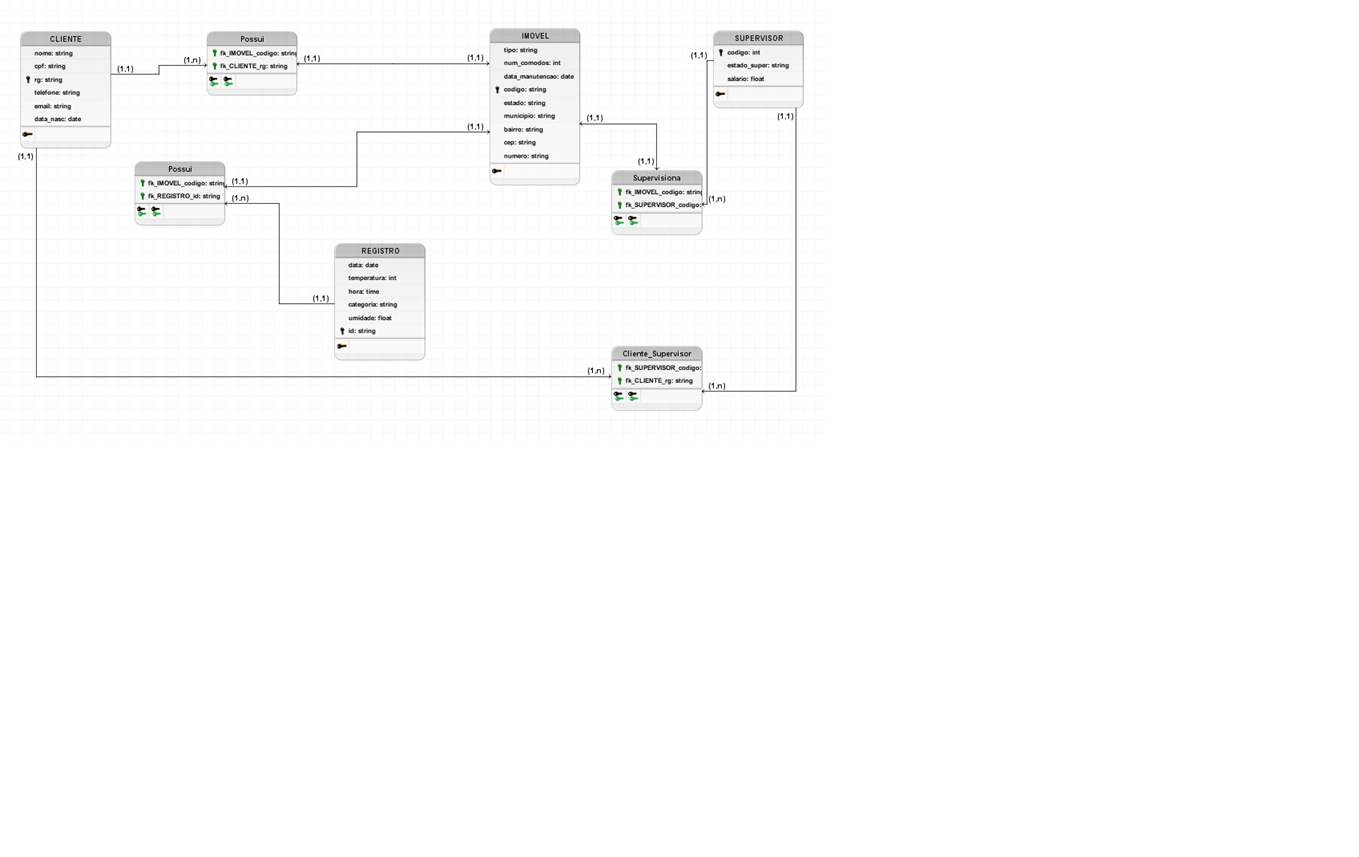 CLIENTE
nome: string
cpf: string
rg: string
telefone: string
email: string
data_nasc: date
(1,1)
(1,1)
(1,n)
Possui
fk_IMOVEL_codigo: string
fk_CLIENTE_rg: string
(1,1)
(1,1)
IMOVEL
tipo: string
num_comodos: int
data_manutencao: date
codigo: string
estado: string
municipio: string
bairro: string
cep: string
numero: string
(1,1)
(1,1)
(1,1)
SUPERVISOR
codigo: int
estado_super: string
salario: float
(1,1)
(1,1)
Possui
fk_IMOVEL_codigo: string
fk_REGISTRO_id: string
(1,1)
(1,n)
Supervisiona
fk_IMOVEL_codigo: string
fk_SUPERVISOR_codigo:
(1,n)
REGISTRO
data: date
temperatura: int
hora: time
categoria: string
umidade: float
id: string
(1,1)
Cliente_Supervisor
fk_SUPERVISOR_codigo:
fk_CLIENTE_rg: string
(1,n)
(1,n)